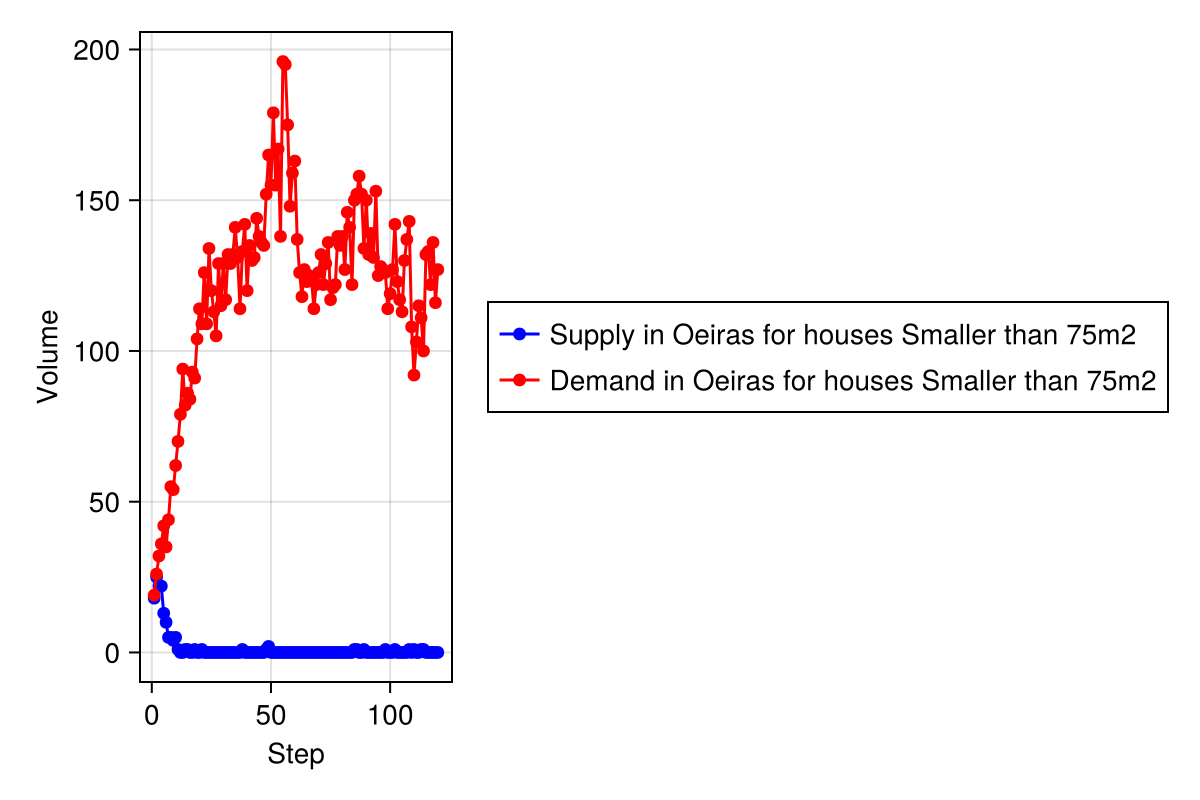 200
150
100
50
0
Volume
0 50 100
Step
Supply in Oeiras for houses Smaller than 75m2
Demand in Oeiras for houses Smaller than 75m2